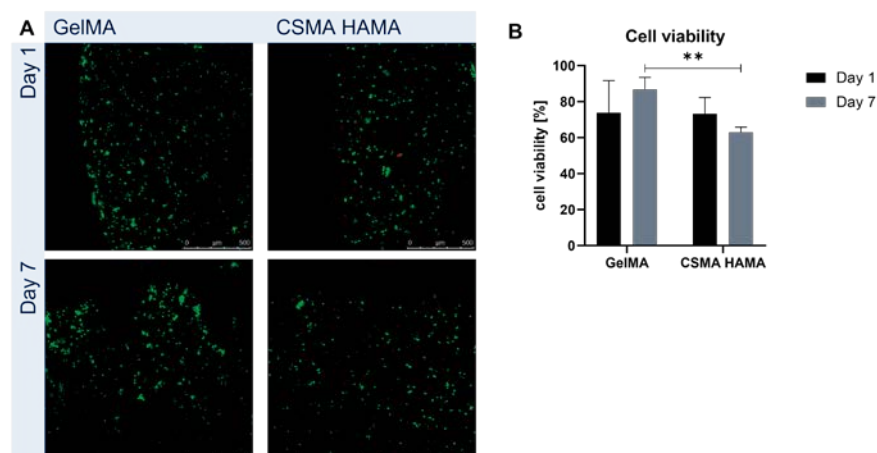 A GelMA CSMA HAMA
Day 1
0 µm 500
0 µm 500
Day 7
B
Cell viability
**
cell viability [%]
100
80
60
40
20
0
GelMA CSMA HAMA
Day 1
Day 7